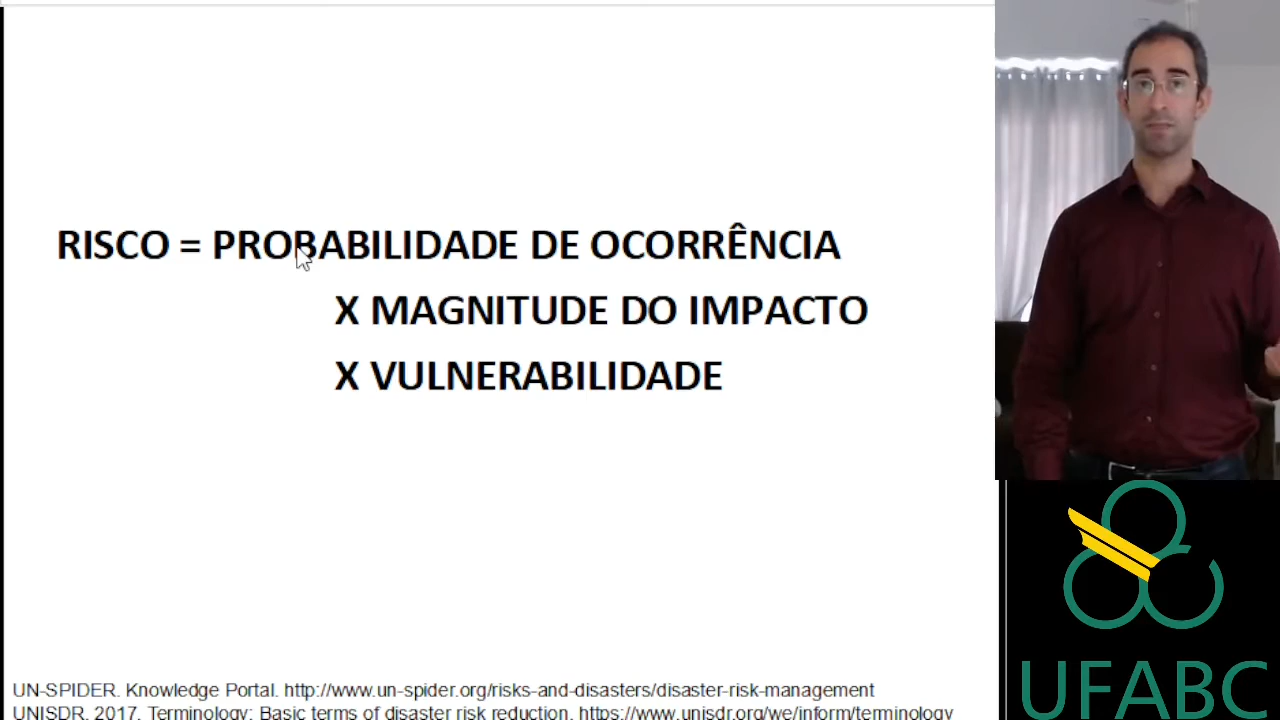 RISCO = PROBABILIDADE DE OCORRÊNCIA
X MAGNITUDE DO IMPACTO
X VULNERABILIDADE
UN-SPIDER. Knowledge Portal. http://www.un-spider.org/risks-and-disasters/disaster-risk-management
UNISDR. 2017. Terminology: Basic terms of disaster risk reduction. https://www.unisdr.org/we/inform/terminology
UFABC